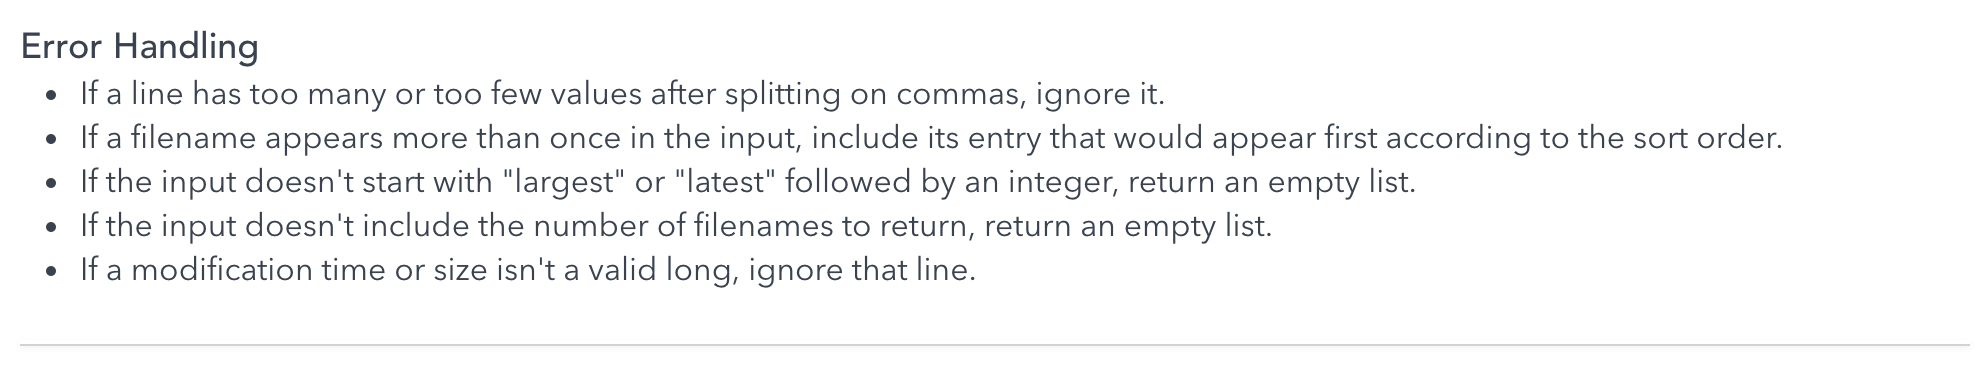 Error Handling
• If a line has too many or too few values after splitting on commas, ignore it.
• If a filename appears more than once in the input, include its entry that would appear first according to the sort order.
• If the input doesn't start with "largest" or "latest" followed by an integer, return an empty list.
• If the input doesn't include the number of filenames to return, return an empty list.
• If a modification time or size isn't a valid long, ignore that line.